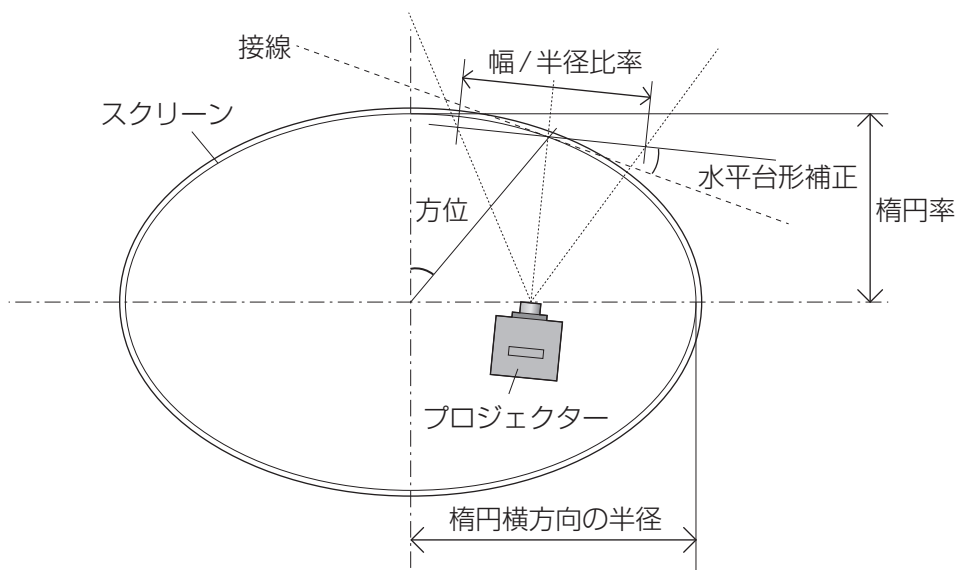 接線
幅/半径比率
スクリーン
水平台形補正
方位
楕円率
プロジェクター
楕円横方向の半径